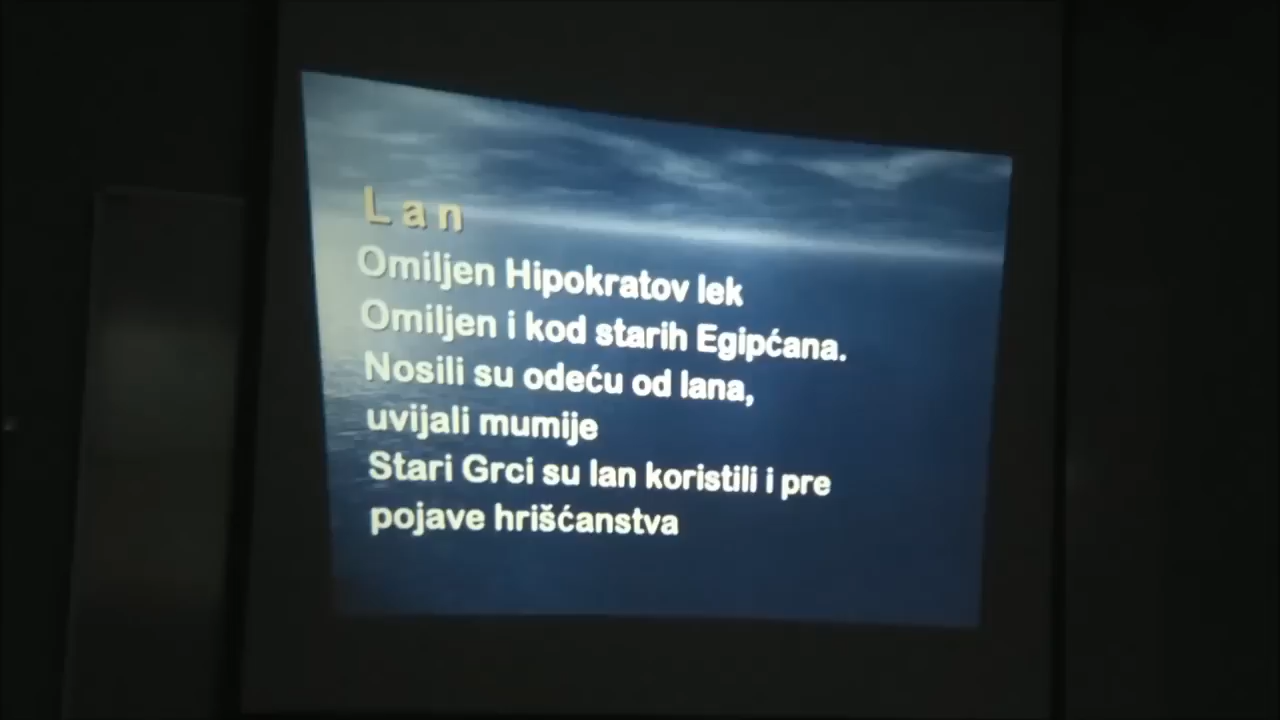 Lan
Omiljen Hipokratov lek
Omiljen i kod starih Egipćana.
Nosili su odeću od lana,
uvijali mumije
Stari Grci su lan koristili i pre
pojave hrišćanstva